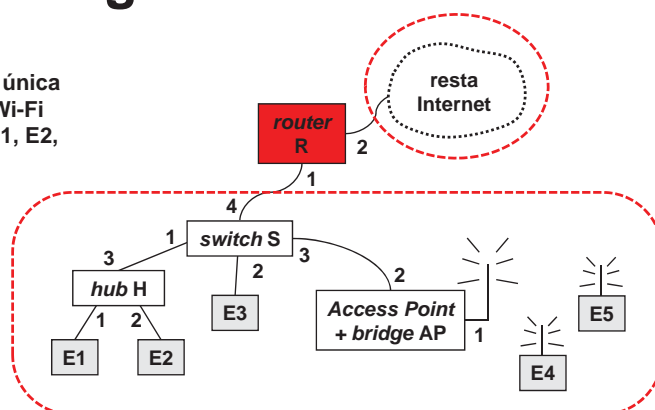 única
Wi-Fi
1, E2,
resta
Internet
router
R
2
1
4
1
switch S
3
2
3
hub H
1
2
E3
2
Access Point
+ bridge AP
1
E5
E1
E2
E4